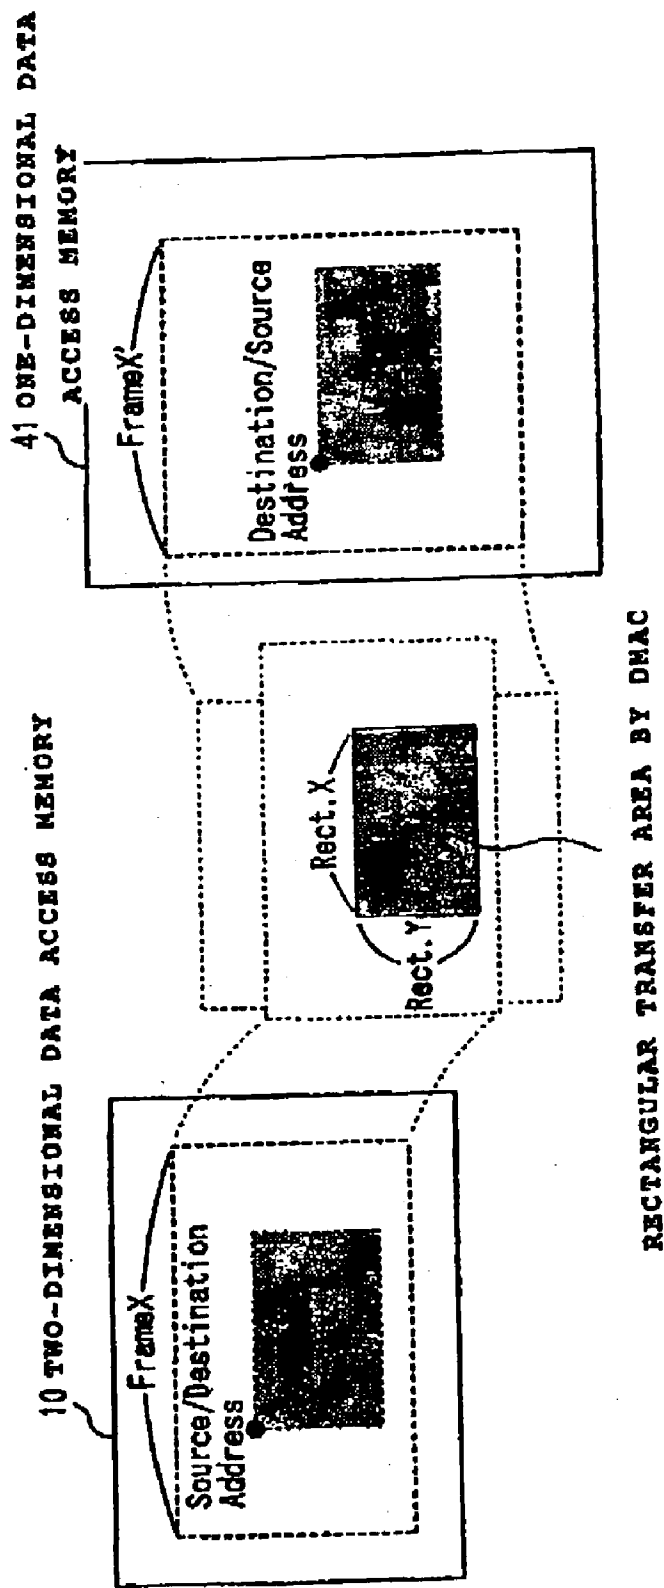 10 TWO-DIMENSIONAL DATA ACCESS MEMORY
FrameX
Source/Destination
Address
Rect.X
Rect.Y
RECTANGULAR TRANSFER AREA BY DMAC
41 ONE-DIMENSIONAL DATA
ACCESS MEMORY
FrameX'
Destination/Source
Address